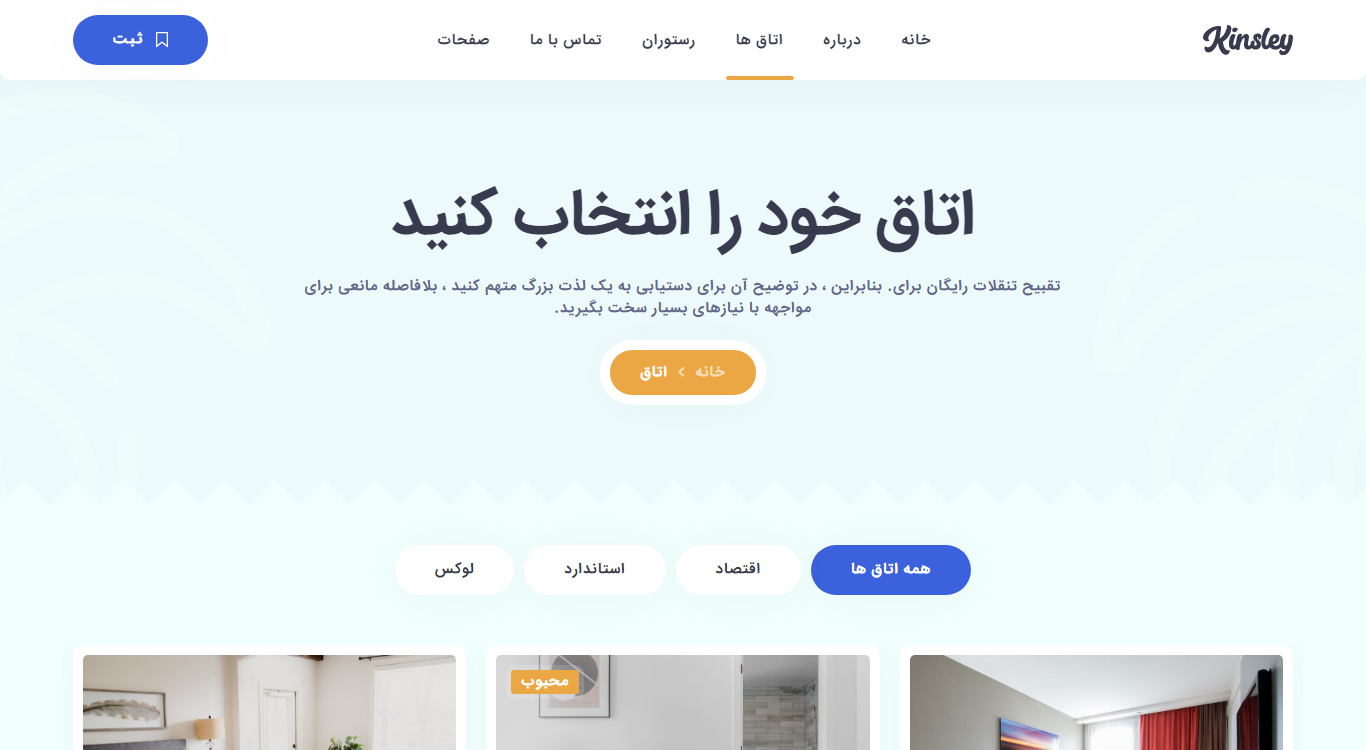 Kinsley
خانه
درباره
اتاق ها
رستوران
تماس با ما
صفحات
ثبت
اتاق خود را انتخاب کنید
تقبیح تنقلات رایگان برای. بنابراین ، در توضیح آن برای دستیابی به یک لذت بزرگ متهم کنید ، بلافاصله مانعی برای
مواجهه با نیازهای بسیار سخت بگیرید.
خانه › اتاق
همه اتاق ها
اقتصاد
استاندارد
لوکس
محبوب